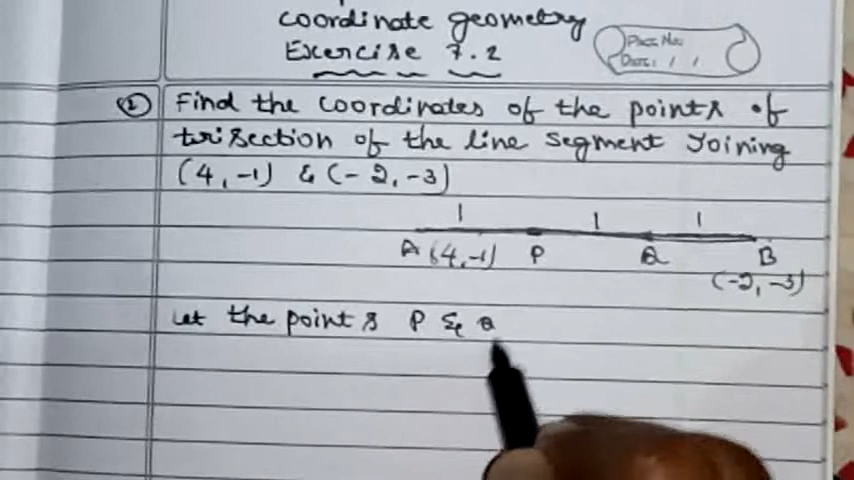 coordinate geometry
Exercise 7.2
Page No.
Date: / /
② Find the coordinates of the points of
trisection of the line segment Joining
(4, -1) & (-2, -3)
1 1 1
A (4, -1) P Q B
(-2, -3)
Let the points P & Q